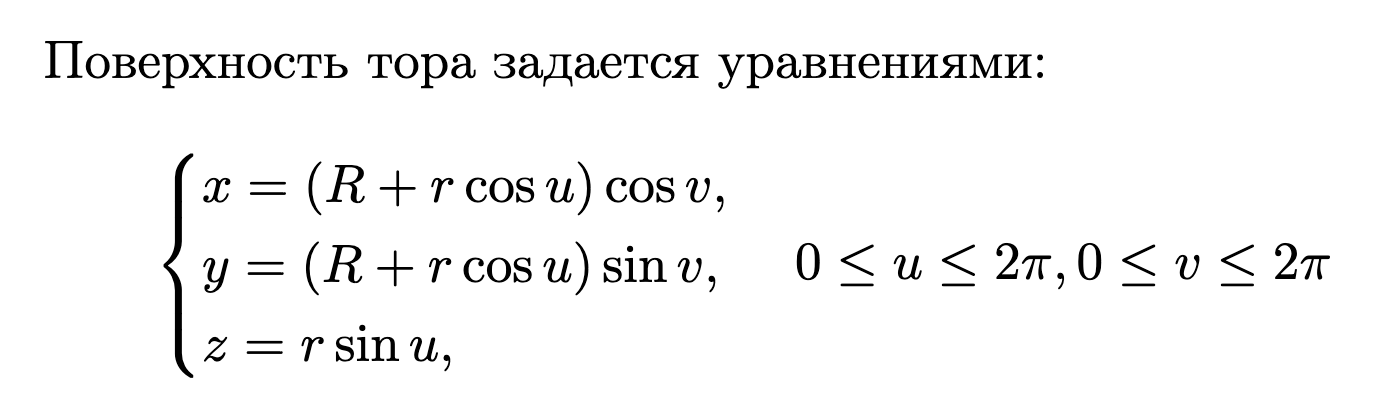 Поверхность тора задается уравнениями:
x = (R + r cos u) cos v,
y = (R + r cos u) sin v,    0 ≤ u ≤ 2π, 0 ≤ v ≤ 2π
z = r sin u,